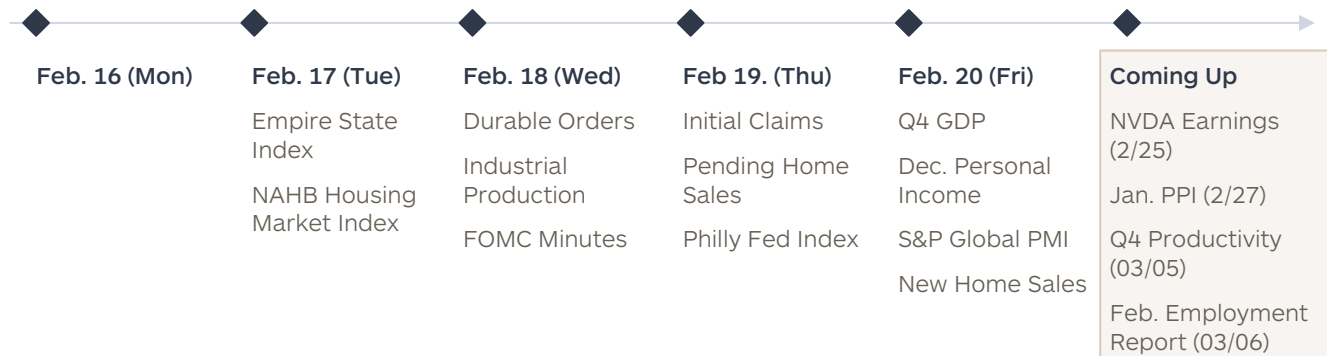 Feb. 16 (Mon)
Feb. 17 (Tue)
Empire State
Index
NAHB Housing
Market Index
Feb. 18 (Wed)
Durable Orders
Industrial
Production
FOMC Minutes
Feb 19. (Thu)
Initial Claims
Pending Home
Sales
Philly Fed Index
Feb. 20 (Fri)
Q4 GDP
Dec. Personal
Income
S&P Global PMI
New Home Sales
Coming Up
NVDA Earnings
(2/25)
Jan. PPI (2/27)
Q4 Productivity
(03/05)
Feb. Employment
Report (03/06)